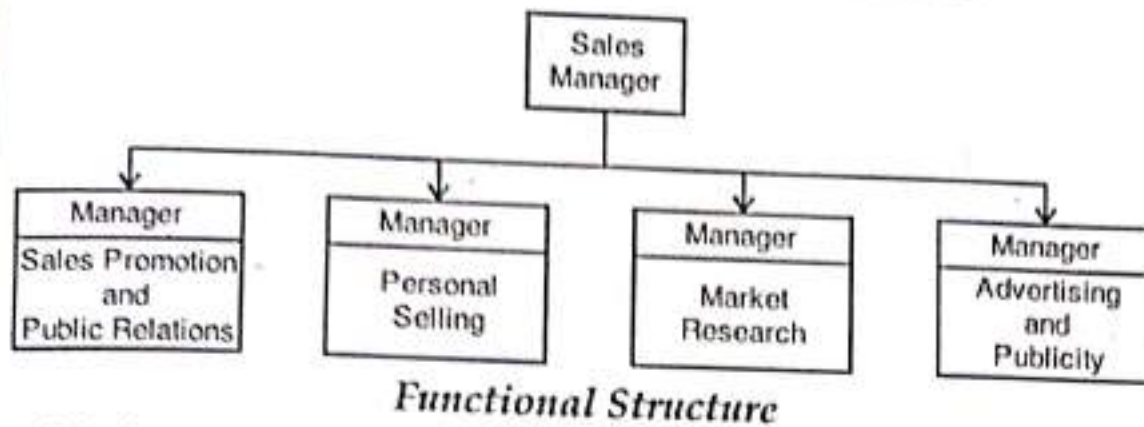 Sales
Manager
Manager
Sales Promotion
and
Public Relations
Manager
Personal
Selling
Manager
Market
Research
Manager
Advertising
and
Publicity
Functional Structure